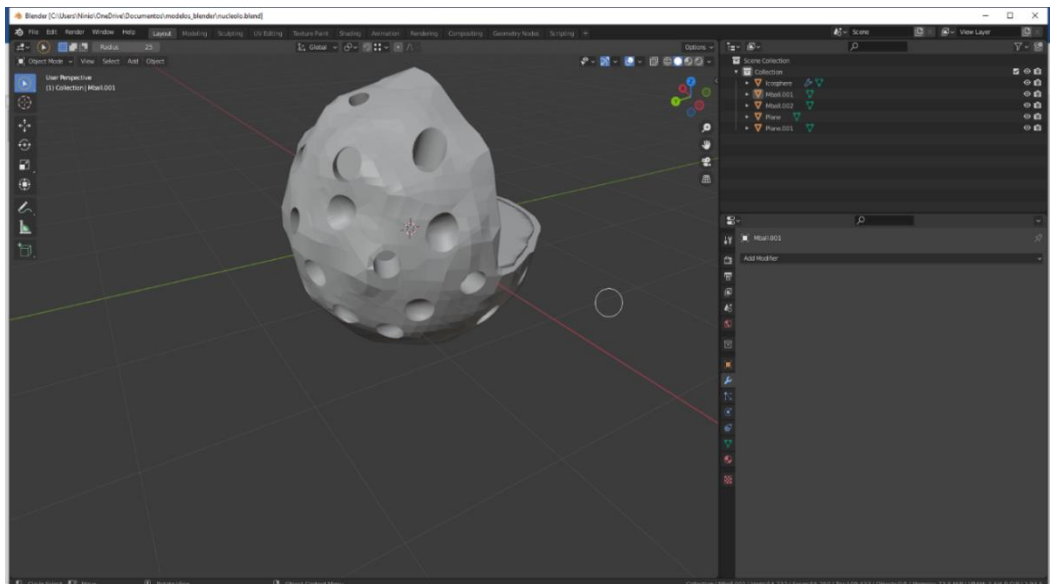 Blender [C:\Users\Ninio\OneDrive\Documentos\modelos_blender\nucleolo.blend]
File Edit Render Window Help Layout Modeling Sculpting UV Editing Texture Paint Shading Animation Rendering Compositing Geometry Nodes Scripting + Scene View Layer
Radius 25 Global Options
Object Mode View Select Add Object
User Perspective
(1) Collection | Mball.001
Scene Collection
Collection
Icosphere
Mball.001
Mball.002
Plane
Plane.001
Mball.001
Add Modifier